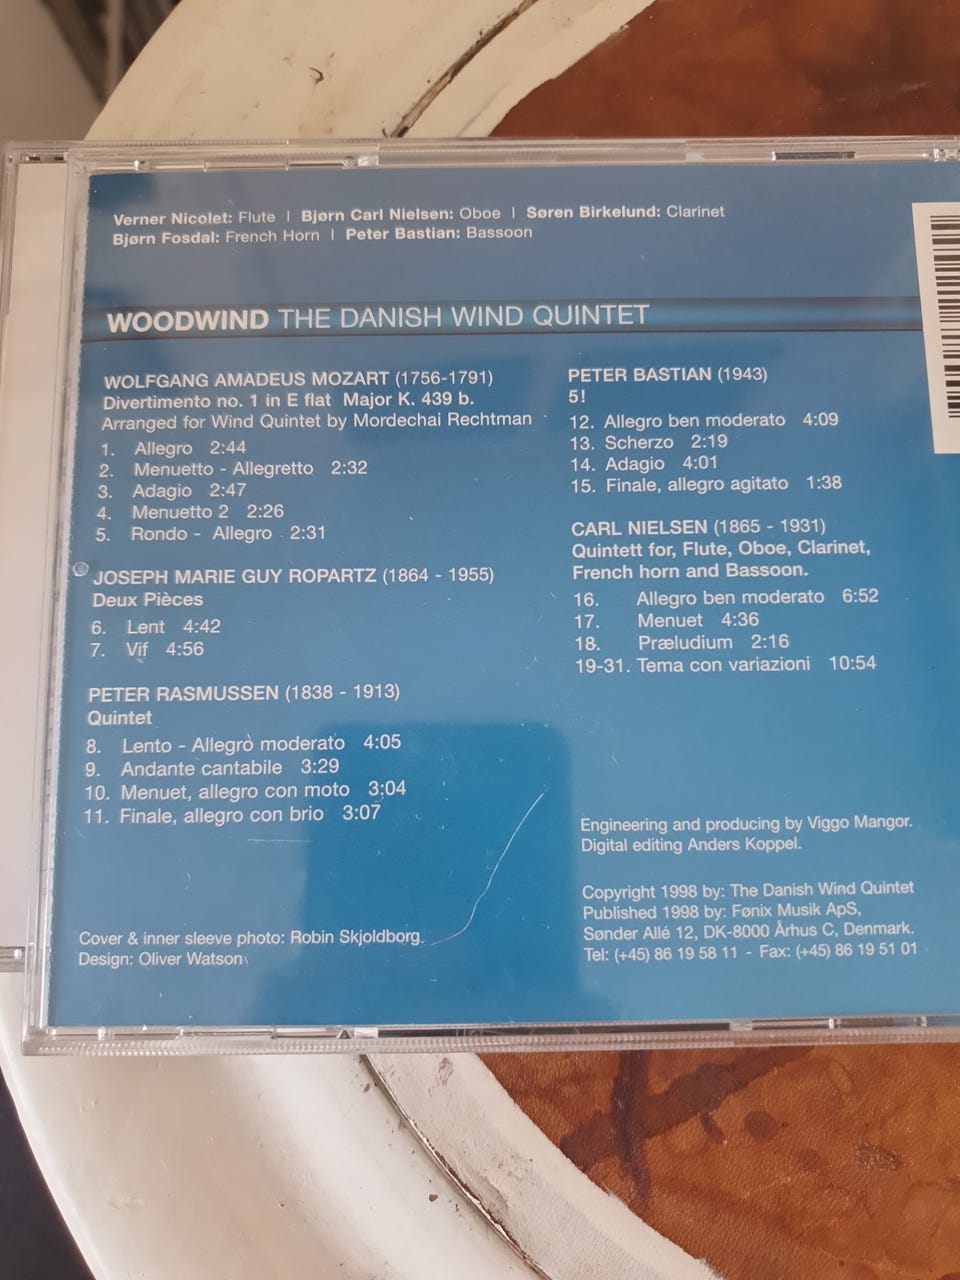 Verner Nicolet: Flute | Bjørn Carl Nielsen: Oboe | Søren Birkelund: Clarinet
Bjørn Fosdal: French Horn | Peter Bastian: Bassoon
WOODWIND THE DANISH WIND QUINTET
WOLFGANG AMADEUS MOZART (1756-1791)
Divertimento no. 1 in E flat Major K. 439 b.
Arranged for Wind Quintet by Mordechai Rechtman
1. Allegro 2:44
2. Menuetto - Allegretto 2:32
3. Adagio 2:47
4. Menuetto 2 2:26
5. Rondo - Allegro 2:31
JOSEPH MARIE GUY ROPARTZ (1864 - 1955)
Deux Pièces
6. Lent 4:42
7. Vif 4:56
PETER RASMUSSEN (1838 - 1913)
Quintet
8. Lento - Allegro moderato 4:05
9. Andante cantabile 3:29
10. Menuet, allegro con moto 3:04
11. Finale, allegro con brio 3:07
Cover & inner sleeve photo: Robin Skjoldborg.
Design: Oliver Watson
PETER BASTIAN (1943)
5!
12. Allegro ben moderato 4:09
13. Scherzo 2:19
14. Adagio 4:01
15. Finale, allegro agitato 1:38
CARL NIELSEN (1865 - 1931)
Quintett for, Flute, Oboe, Clarinet,
French horn and Bassoon.
16. Allegro ben moderato 6:52
17. Menuet 4:36
18. Præludium 2:16
19-31. Tema con variazioni 10:54
Engineering and producing by Viggo Mangor.
Digital editing Anders Koppel.
Copyright 1998 by: The Danish Wind Quintet
Published 1998 by: Fønix Musik ApS,
Sønder Allé 12, DK-8000 Århus C, Denmark.
Tel: (+45) 86 19 58 11 - Fax: (+45) 86 19 51 01